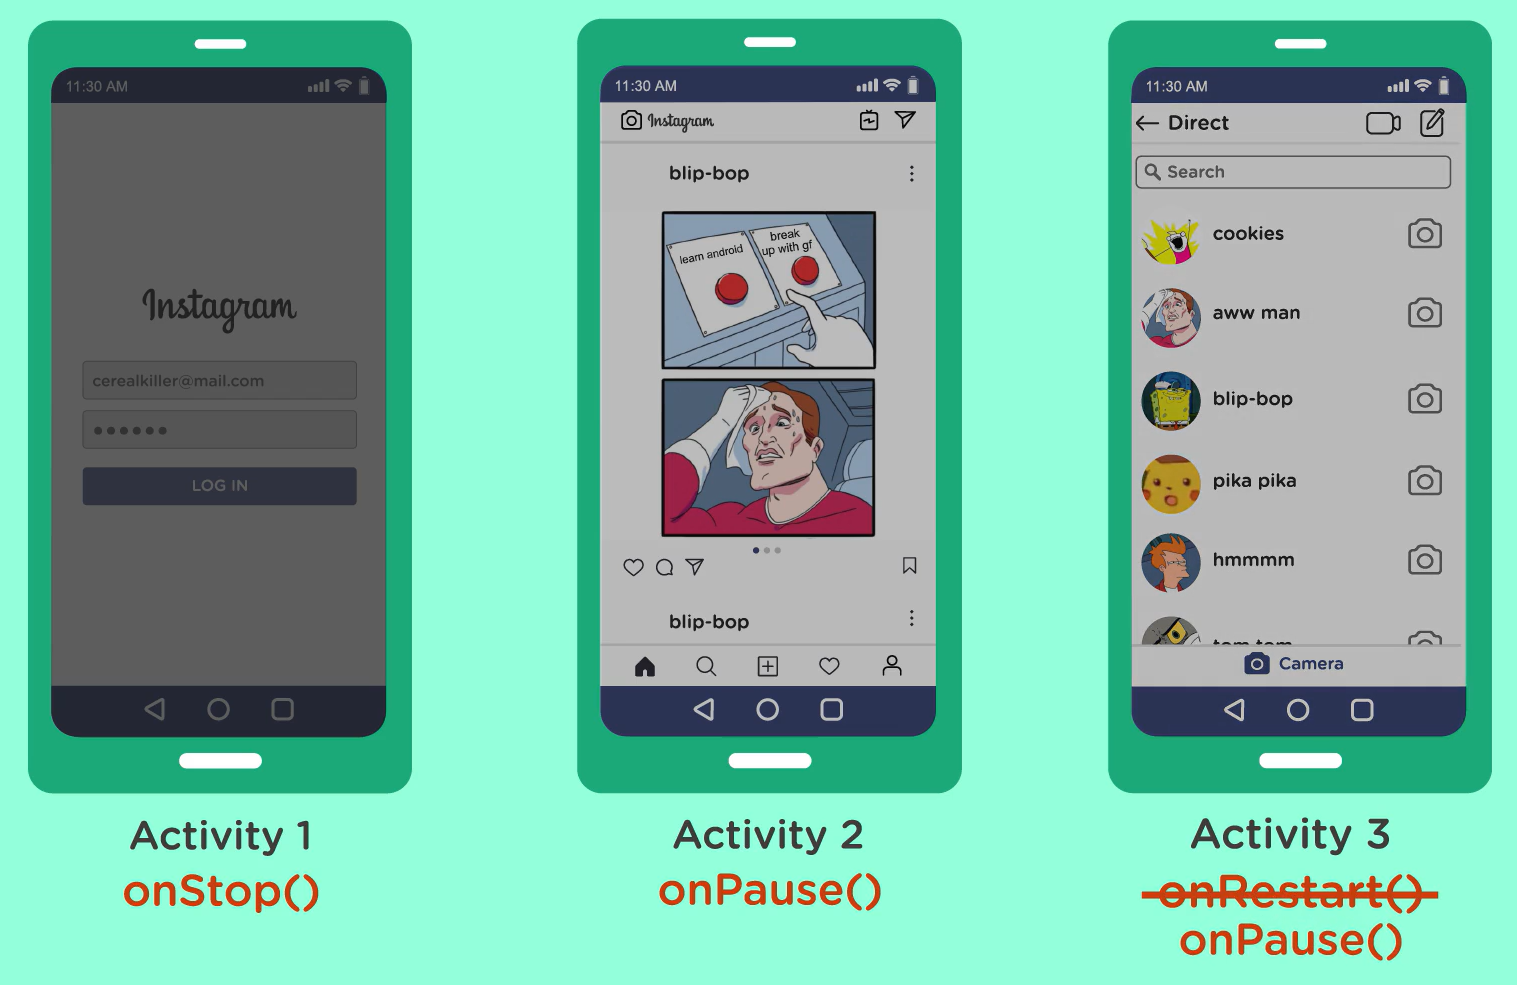 11:30 AM
Instagram
cerealkiller@mail.com
LOG IN
Activity 1
onStop()
11:30 AM
Instagram
blip-bop
learn android
break
up with gf
blip-bop
Activity 2
onPause()
11:30 AM
Direct
Search
cookies
aww man
blip-bop
pika pika
hmmmm
tom tom
Camera
Activity 3
onRestart()
onPause()